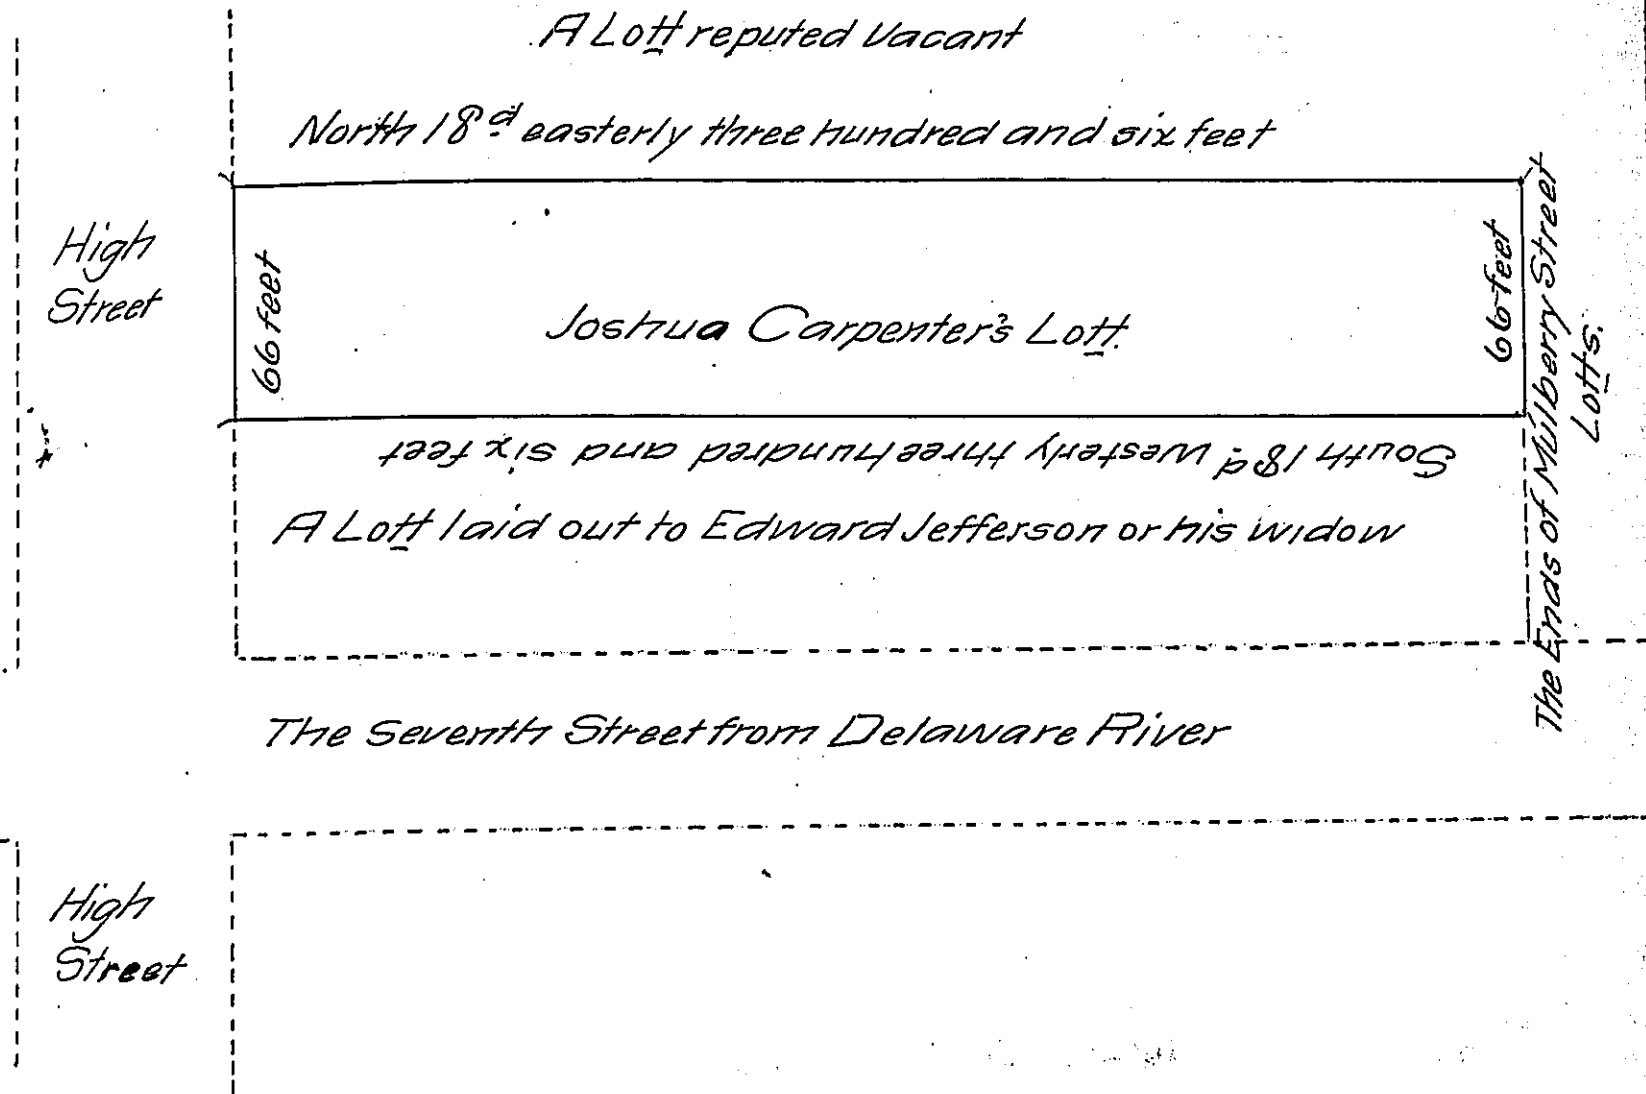 A Lott reputed Vacant
North 18d easterly three hundred and six feet
High
Street
66 feet
Joshua Carpenter's Lott.
66 feet
The Ends of Mulberry Street
Lotts.
South 18d Westerly three hundred and six feet
A Lott laid out to Edward Jefferson or his widow
The Seventh Street from Delaware River
High
Street